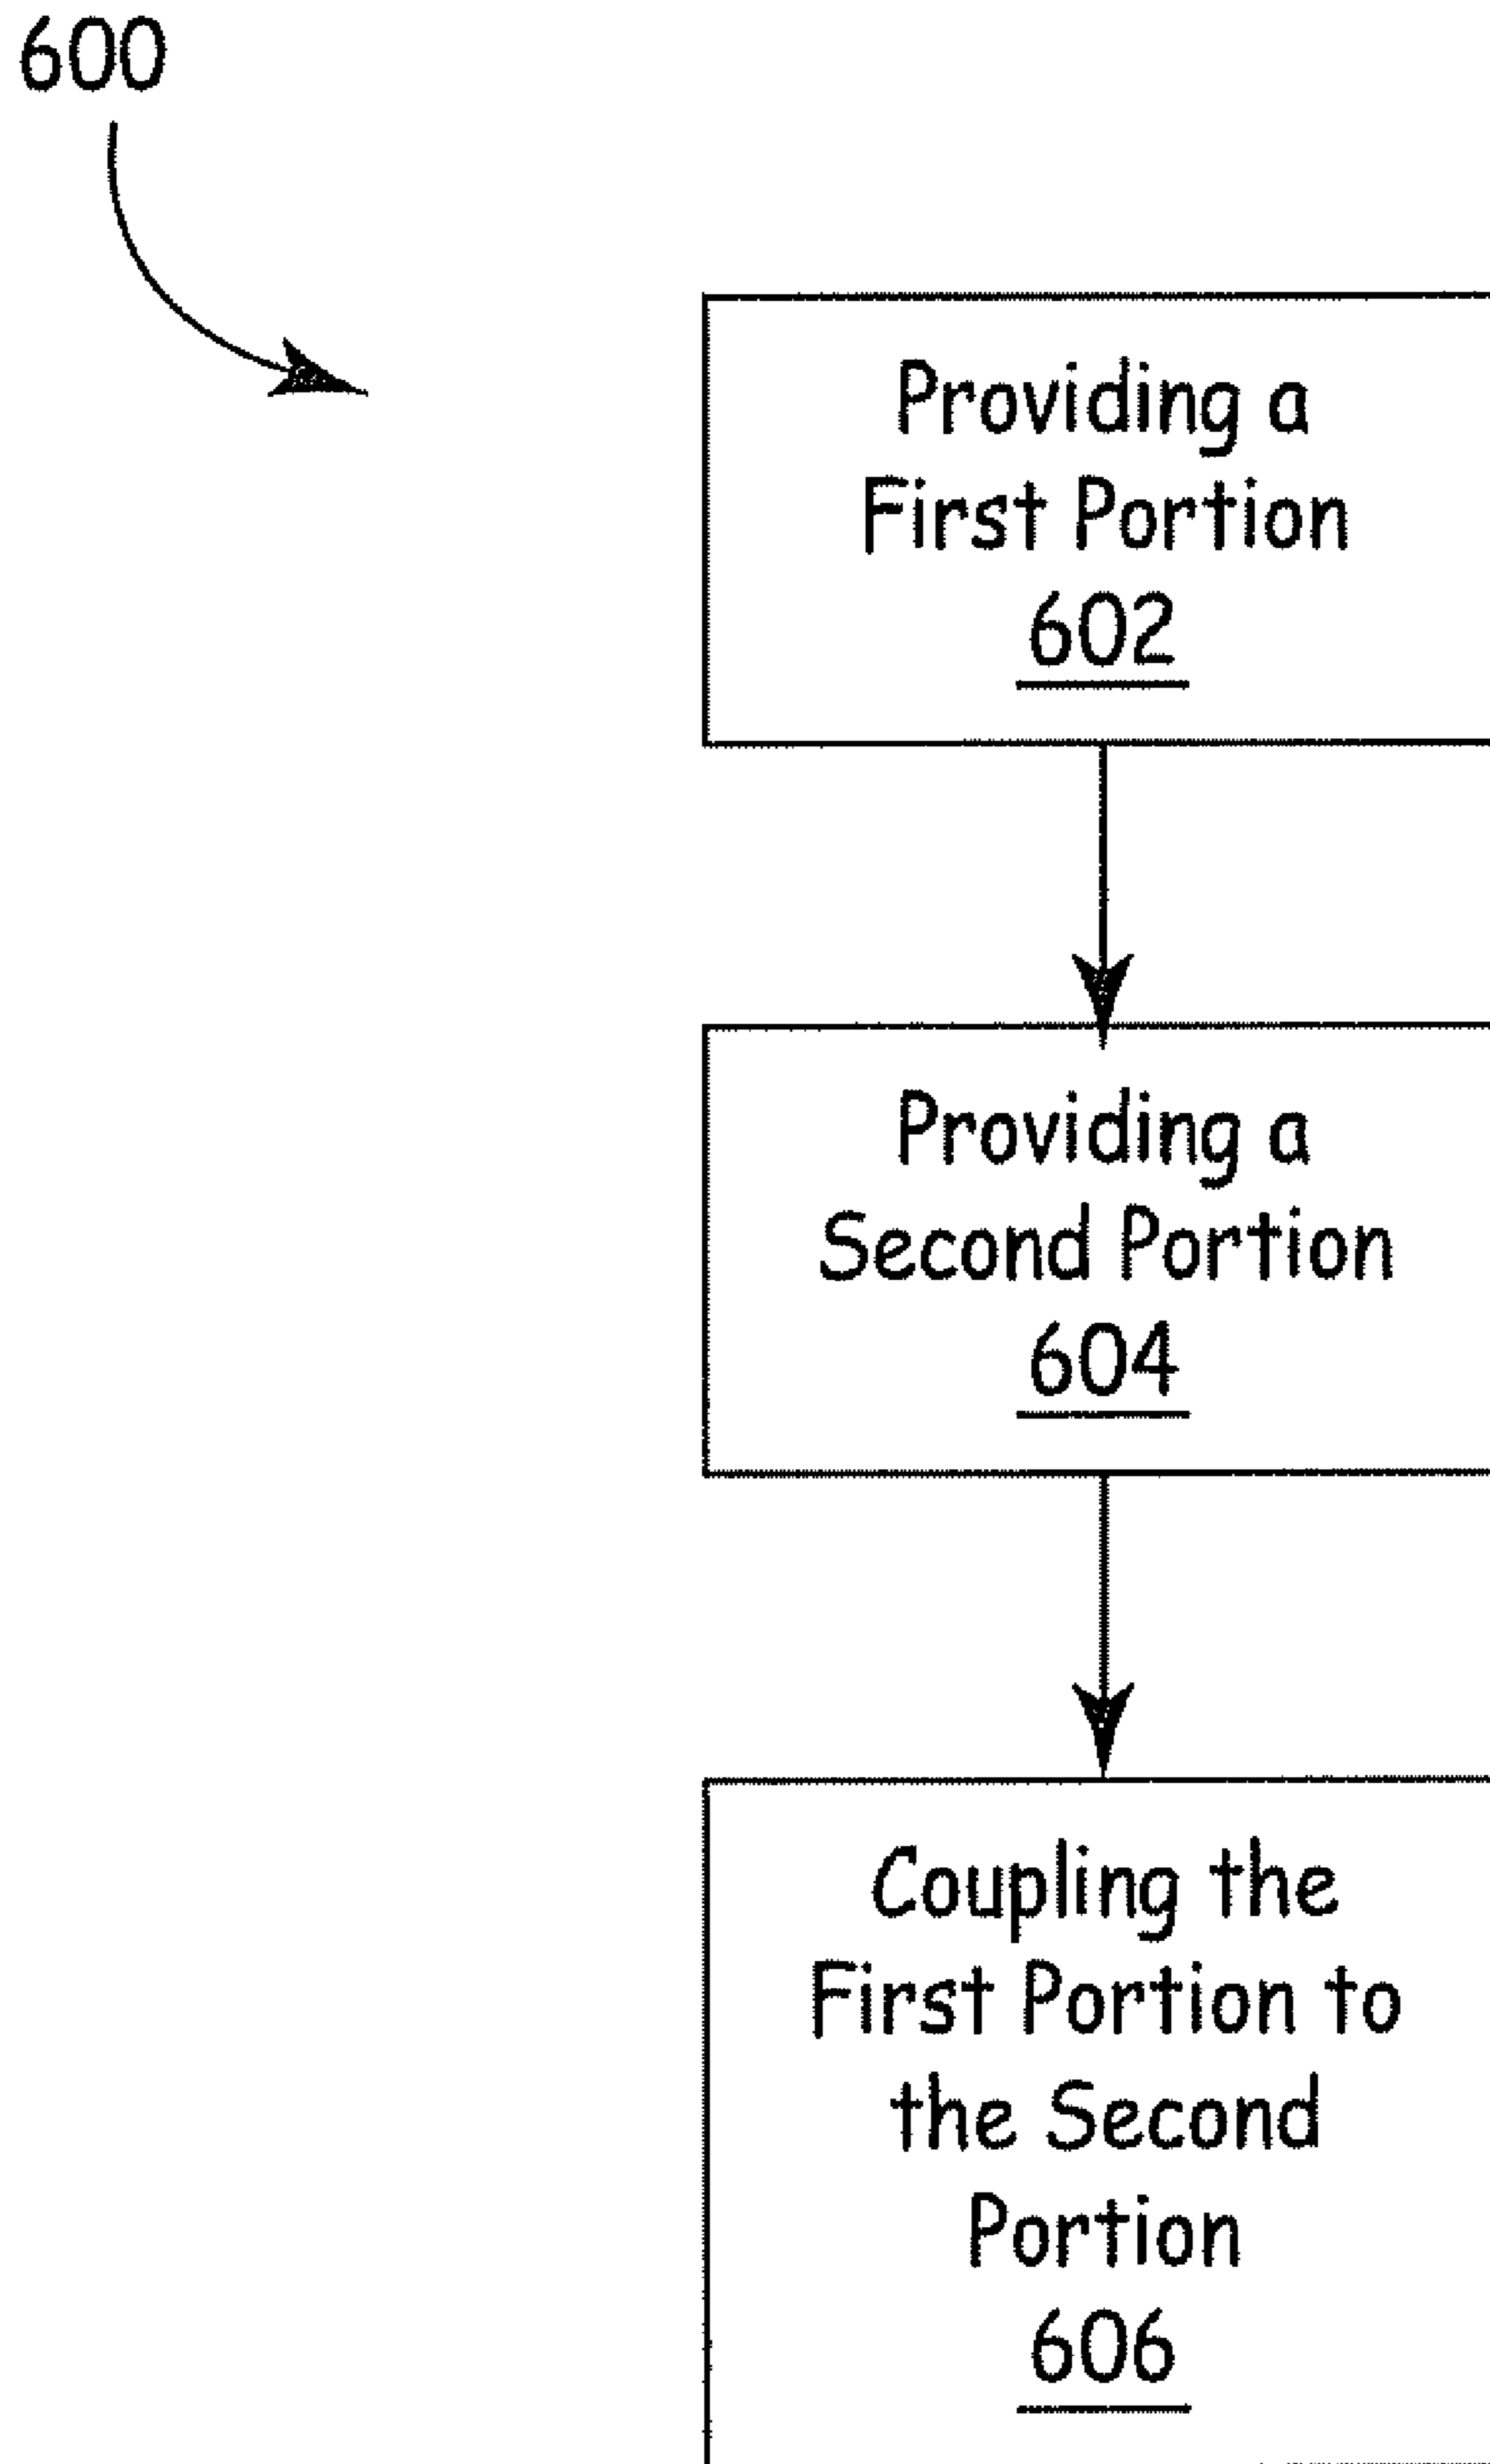 600
Providing a
First Portion
602
Providing a
Second Portion
604
Coupling the
First Portion to
the Second
Portion
606